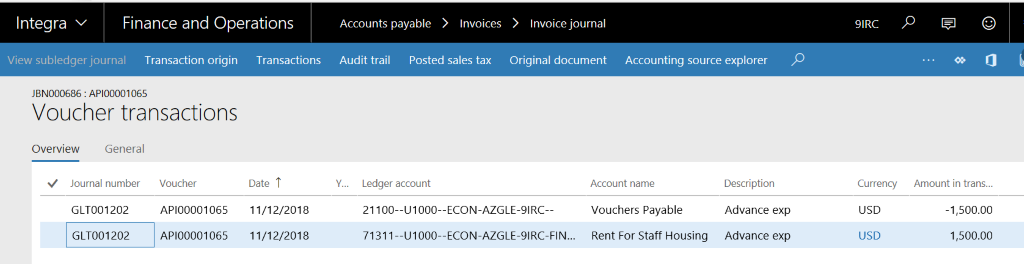 Integra Finance and Operations Accounts payable > Invoices > Invoice journal 9IRC
View subledger journal Transaction origin Transactions Audit trail Posted sales tax Original document Accounting source explorer ...
JBN000686 : API00001065
Voucher transactions
Overview General
Journal number Voucher Date ↑ Y... Ledger account Account name Description Currency Amount in trans...
GLT001202 API00001065 11/12/2018 21100--U1000--ECON-AZGLE-9IRC-- Vouchers Payable Advance exp USD -1,500.00
GLT001202 API00001065 11/12/2018 71311--U1000--ECON-AZGLE-9IRC-FIN... Rent For Staff Housing Advance exp USD 1,500.00